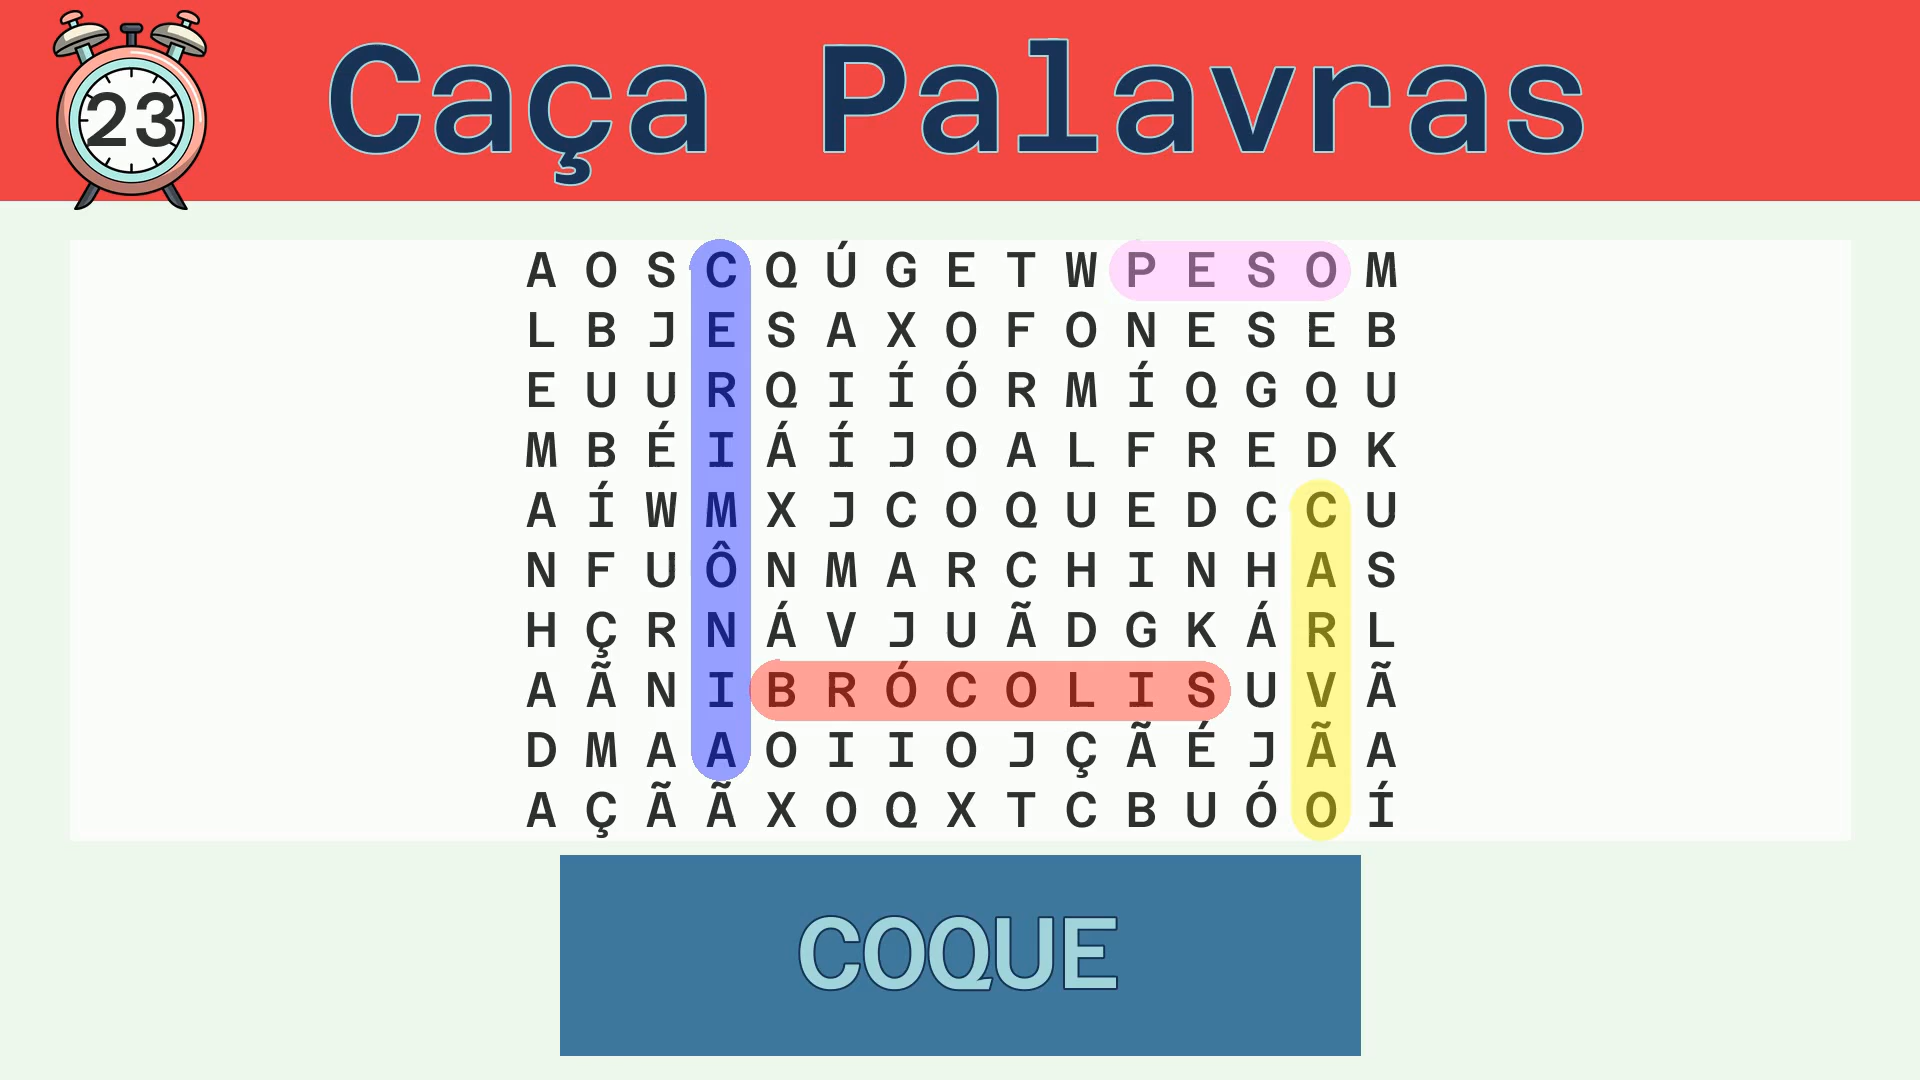 23
Caça Palavras
A O S C Q Ú G E T W P E S O M
L B J E S A X O F O N E S E B
E U U R Q I Í Ó R M Í Q G Q U
M B É I Á Í J O A L F R E D K
A Í W M X J C O Q U E D C C U
N F U Ô N M A R C H I N H A S
H Ç R N Á V J U Ã D G K Á R L
A Ã N I B R Ó C O L I S U V Ã
D M A A O I I O J Ç Ã É J Ã A
A Ç Ã Ã X O Q X T C B U Ó O Í
COQUE